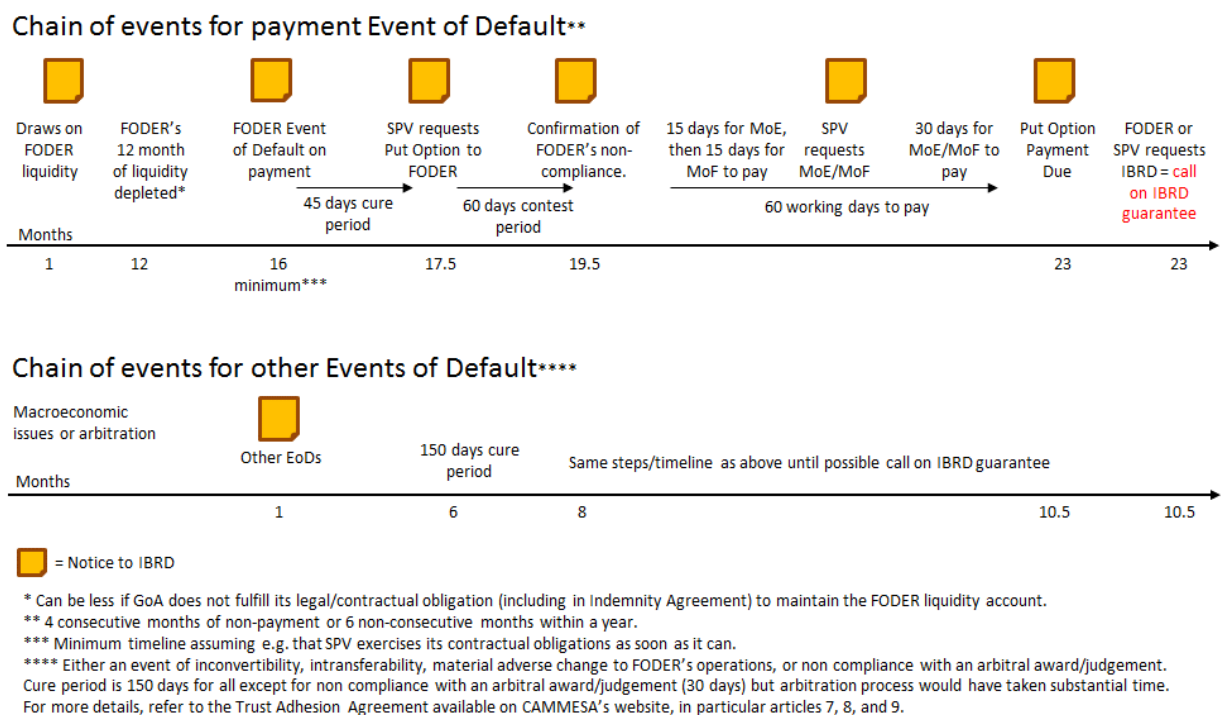 Chain of events for payment Event of Default**
Draws on
FODER
liquidity
FODER's
12 month
of liquidity
depleted*
FODER Event
of Default on
payment
45 days cure
period
SPV requests
Put Option to
FODER
60 days contest
period
Confirmation of
FODER's non-
compliance.
15 days for MoE,
then 15 days for
MoF to pay
SPV
requests
MoE/MoF
30 days for
MoE/MoF to
pay
60 working days to pay
Put Option
Payment
Due
FODER or
SPV requests
IBRD = call
on IBRD
guarantee
Months
1
12
16
minimum***
17.5
19.5
23
23
Chain of events for other Events of Default****
Macroeconomic
issues or arbitration
Other EoDs
150 days cure
period
Same steps/timeline as above until possible call on IBRD guarantee
Months
1
6
8
10.5
10.5
= Notice to IBRD
* Can be less if GoA does not fulfill its legal/contractual obligation (including in Indemnity Agreement) to maintain the FODER liquidity account.
** 4 consecutive months of non-payment or 6 non-consecutive months within a year.
*** Minimum timeline assuming e.g. that SPV exercises its contractual obligations as soon as it can.
**** Either an event of inconvertibility, intransferability, material adverse change to FODER's operations, or non compliance with an arbitral award/judgement.
Cure period is 150 days for all except for non compliance with an arbitral award/judgement (30 days) but arbitration process would have taken substantial time.
For more details, refer to the Trust Adhesion Agreement available on CAMMESA's website, in particular articles 7, 8, and 9.